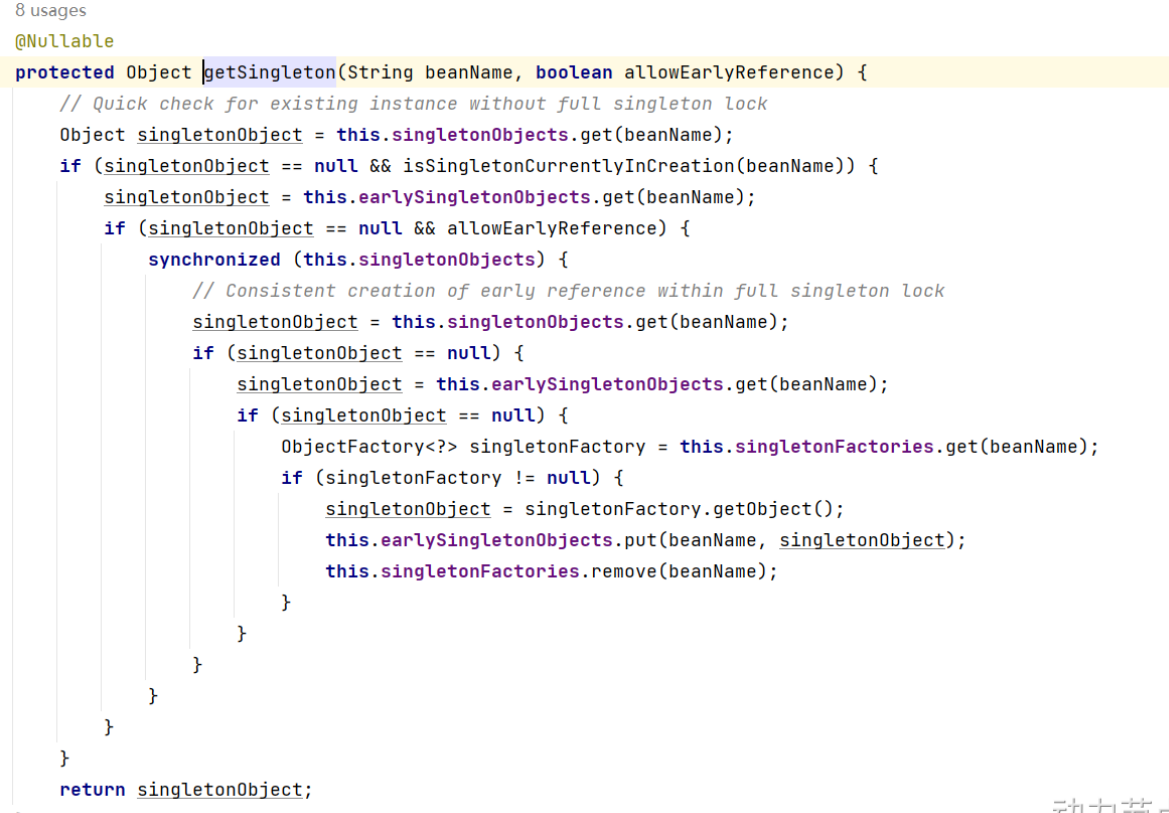 8 usages
@Nullable
protected Object getSingleton(String beanName, boolean allowEarlyReference) {
    // Quick check for existing instance without full singleton lock
    Object singletonObject = this.singletonObjects.get(beanName);
    if (singletonObject == null && isSingletonCurrentlyInCreation(beanName)) {
        singletonObject = this.earlySingletonObjects.get(beanName);
        if (singletonObject == null && allowEarlyReference) {
            synchronized (this.singletonObjects) {
                // Consistent creation of early reference within full singleton lock
                singletonObject = this.singletonObjects.get(beanName);
                if (singletonObject == null) {
                    singletonObject = this.earlySingletonObjects.get(beanName);
                    if (singletonObject == null) {
                        ObjectFactory<?> singletonFactory = this.singletonFactories.get(beanName);
                        if (singletonFactory != null) {
                            singletonObject = singletonFactory.getObject();
                            this.earlySingletonObjects.put(beanName, singletonObject);
                            this.singletonFactories.remove(beanName);
                        }
                    }
                }
            }
        }
    }
    return singletonObject;